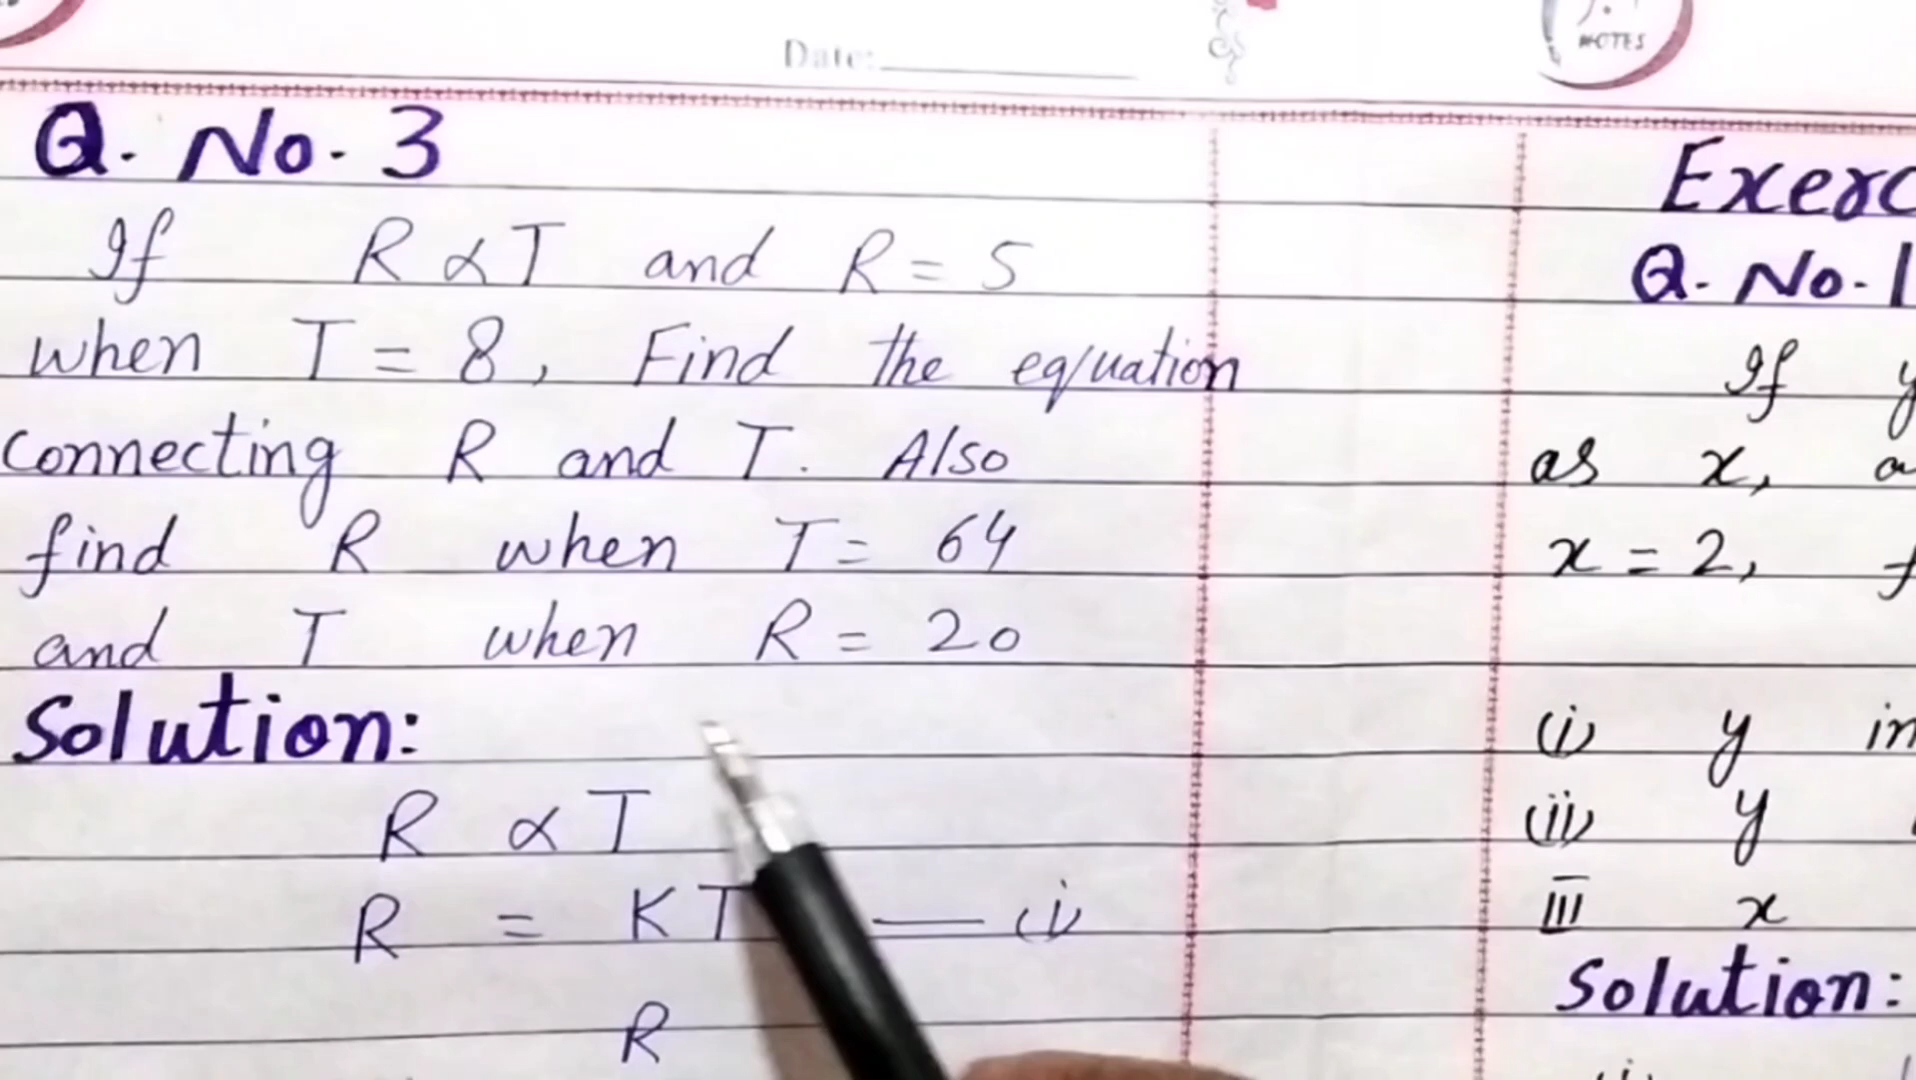 Date:
NOTES
Q. No. 3
If R ∝ T and R = 5
when T = 8, Find the equation
connecting R and T. Also
find R when T = 64
and T when R = 20
Solution:
R ∝ T
R = KT — (i)
R
Q. No. 1
If y
as x,
x = 2,
(i) y
(ii) y
III x
Solution: